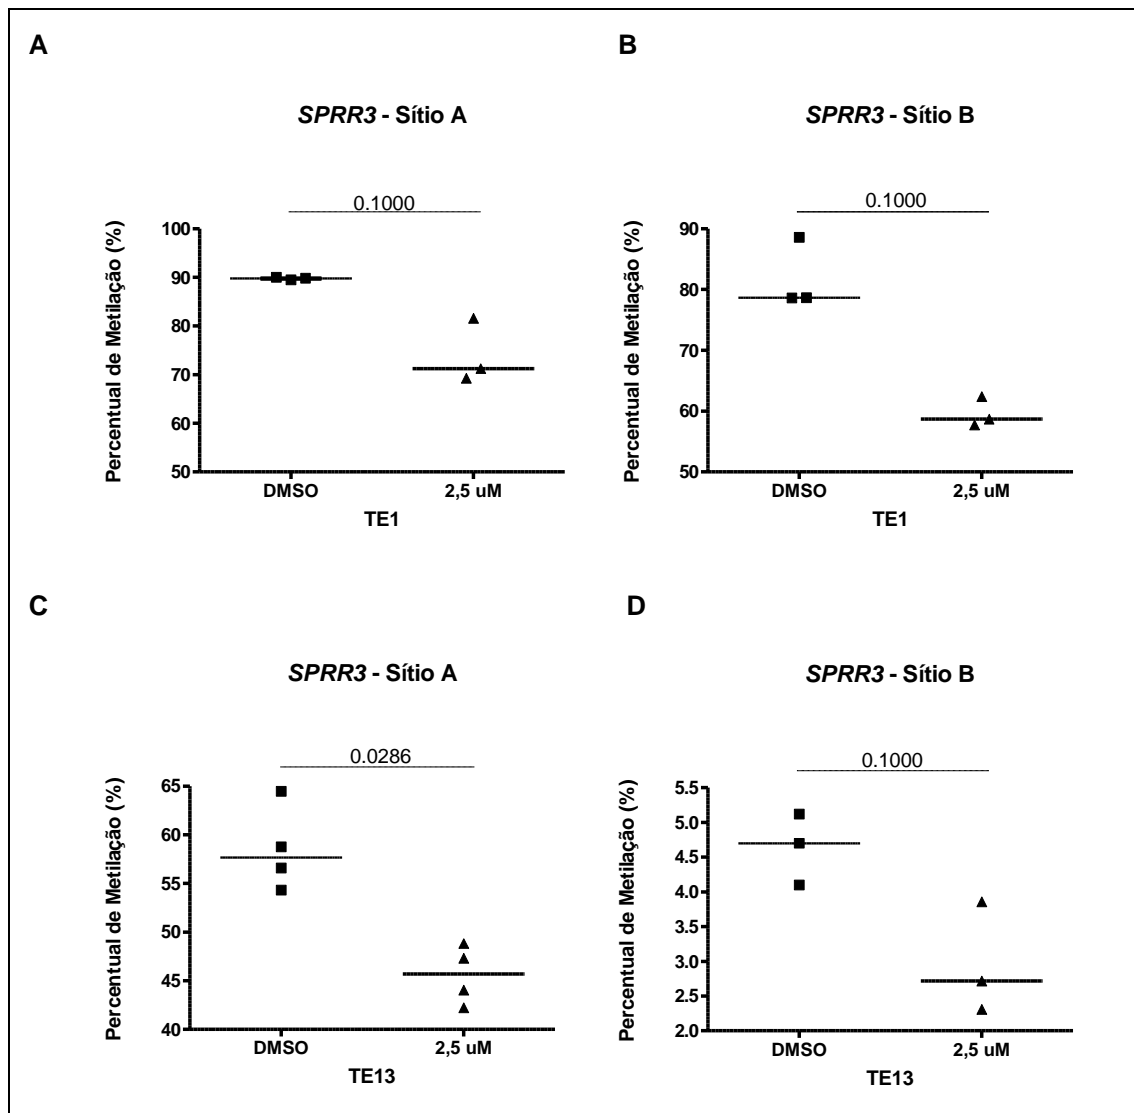 A
SPRR3 - Sítio A
0.1000
Percentual de Metilação (%)
100
90
80
70
60
50
DMSO
2,5 uM
TE1
B
SPRR3 - Sítio B
0.1000
Percentual de Metilação (%)
90
80
70
60
50
DMSO
2,5 uM
TE1
C
SPRR3 - Sítio A
0.0286
Percentual de Metilação (%)
65
60
55
50
45
40
DMSO
2,5 uM
TE13
D
SPRR3 - Sítio B
0.1000
Percentual de Metilação (%)
5.5
5.0
4.5
4.0
3.5
3.0
2.5
2.0
DMSO
2,5 uM
TE13